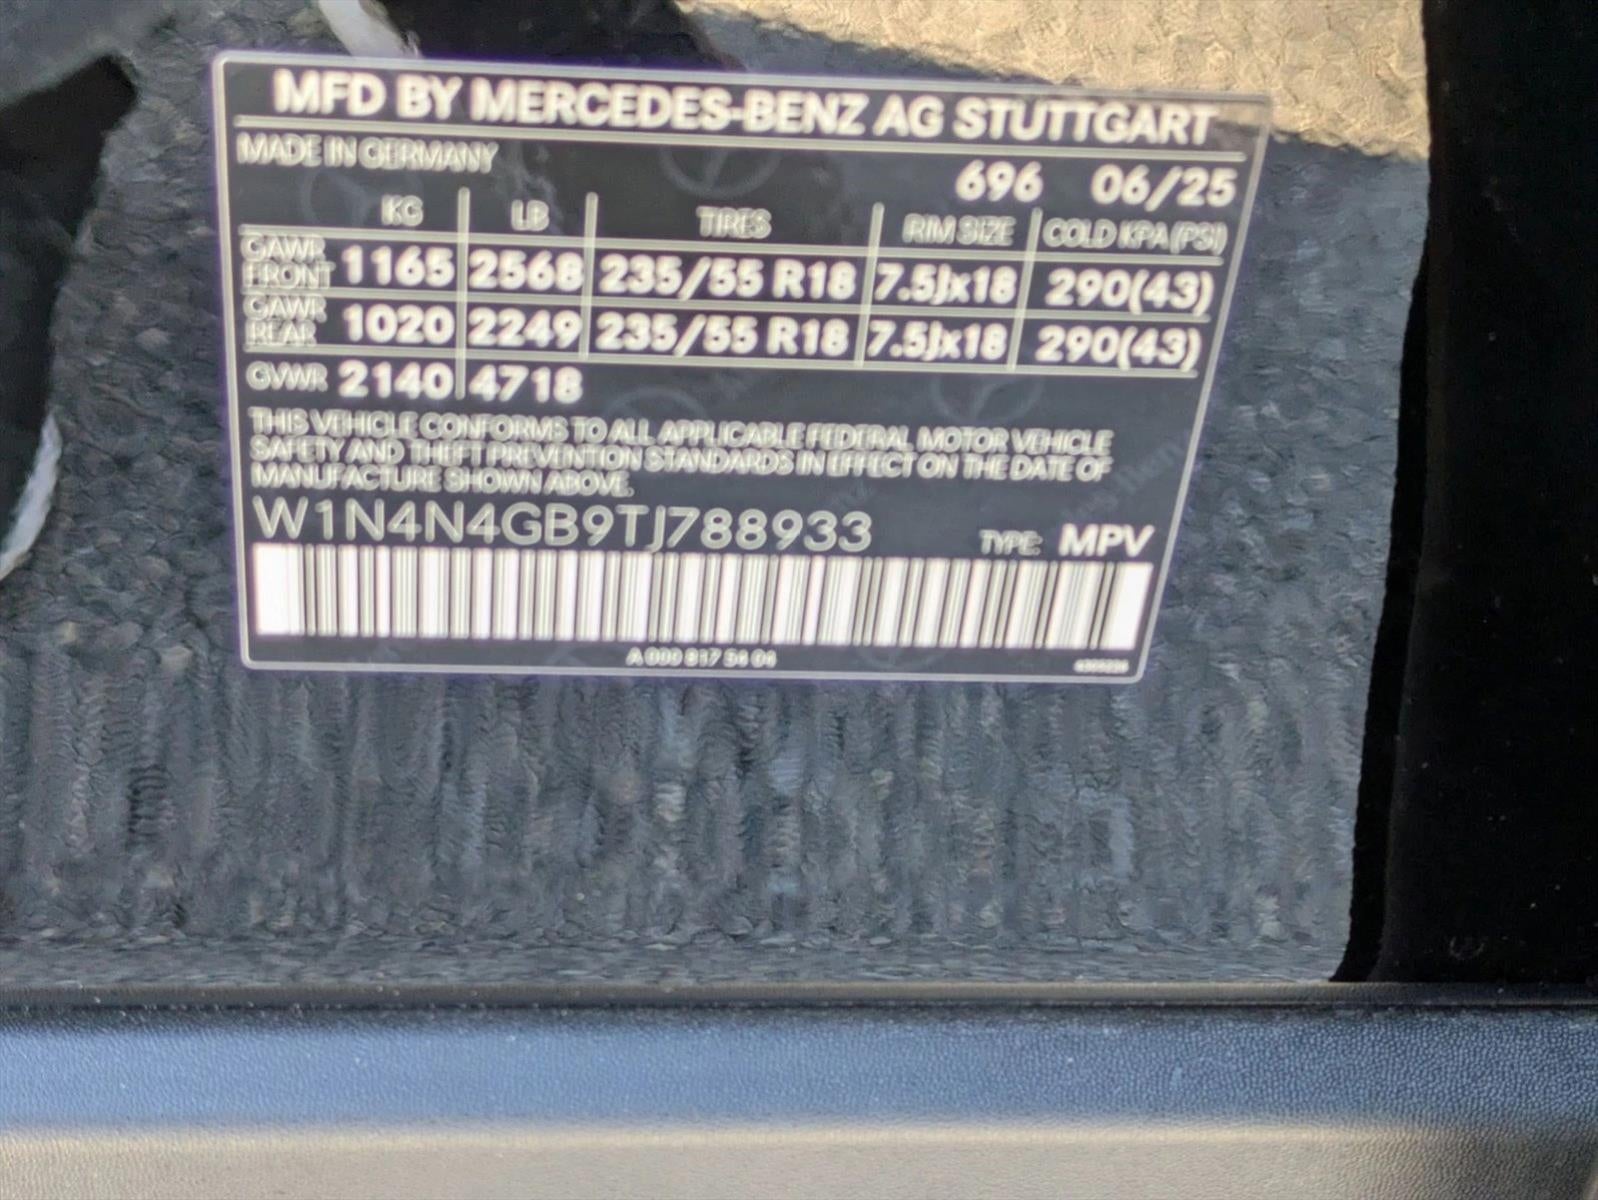 MFD BY MERCEDES-BENZ AG STUTTGART
MADE IN GERMANY
696 06/25
KG LB TIRES RIM SIZE COLD KPA (PSI)
GAWR FRONT 1165 2568 235/55 R18 7.5Jx18 290(43)
GAWR REAR 1020 2249 235/55 R18 7.5Jx18 290(43)
GVWR 2140 4718
THIS VEHICLE CONFORMS TO ALL APPLICABLE FEDERAL MOTOR VEHICLE
SAFETY AND THEFT PREVENTION STANDARDS IN EFFECT ON THE DATE OF
MANUFACTURE SHOWN ABOVE.
W1N4N4GB9TJ788933 TYPE: MPV
A 000 817